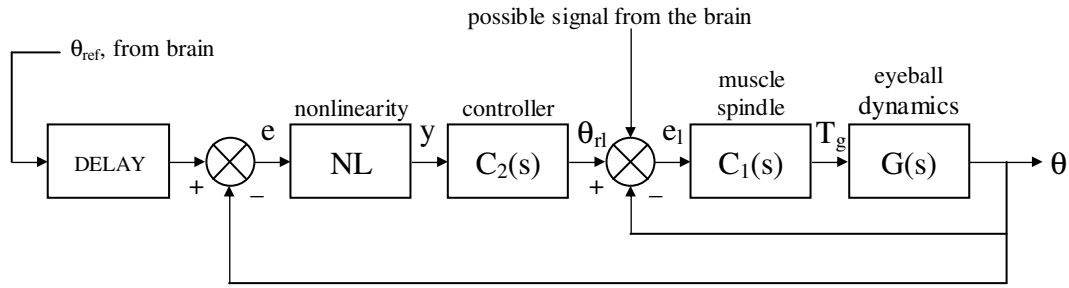 possible signal from the brain
θref, from brain
muscle
spindle
eyeball
dynamics
nonlinearity
controller
DELAY
+
−
e
NL
y
C2(s)
θrl
+
−
el
C1(s)
Tg
G(s)
θ